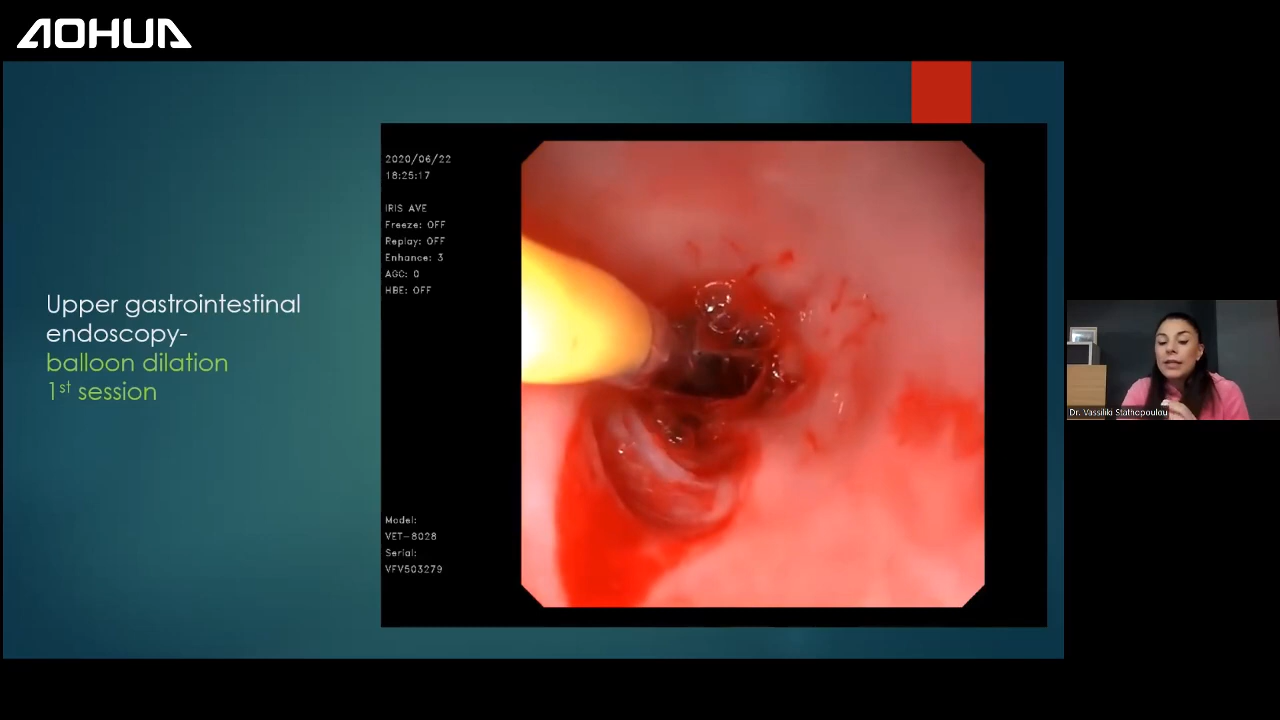 AOHUA
Upper gastrointestinal
endoscopy-
balloon dilation
1st session
2020/06/22
18:25:17
IRIS AVE
Freeze: OFF
Replay: OFF
Enhance: 3
AGC: 0
HBE: OFF
Model:
VET-8028
Serial:
VFV503279
Dr. Vassiliki Stathopoulou